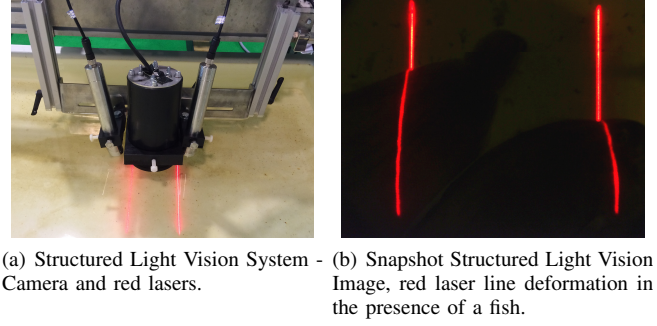 (a) Structured Light Vision System -
Camera and red lasers.
(b) Snapshot Structured Light Vision
Image, red laser line deformation in
the presence of a fish.